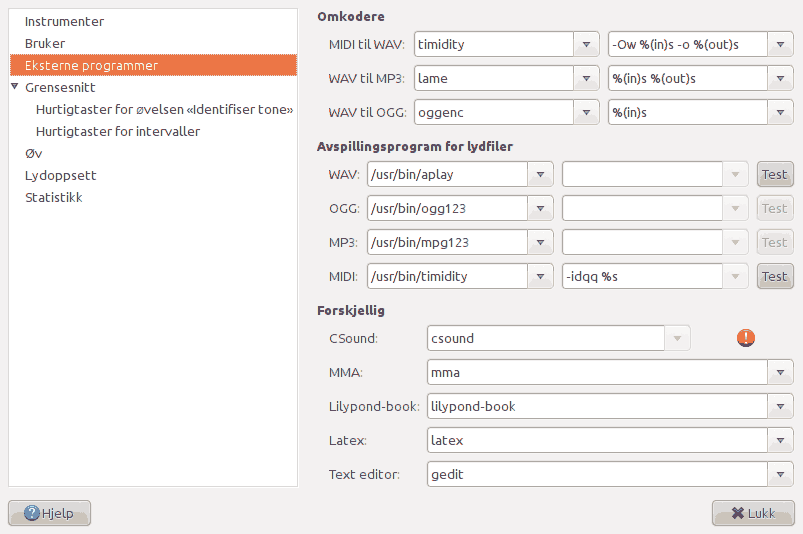 Instrumenter
Bruker
Eksterne programmer
Grensesnitt
Hurtigtaster for øvelsen «Identifiser tone»
Hurtigtaster for intervaller
Øv
Lydoppsett
Statistikk
Omkodere
MIDI til WAV: timidity -Ow %(in)s -o %(out)s
WAV til MP3: lame %(in)s %(out)s
WAV til OGG: oggenc %(in)s
Avspillingsprogram for lydfiler
WAV: /usr/bin/aplay Test
OGG: /usr/bin/ogg123 Test
MP3: /usr/bin/mpg123 Test
MIDI: /usr/bin/timidity -idqq %s Test
Forskjellig
CSound: csound
MMA: mma
Lilypond-book: lilypond-book
Latex: latex
Text editor: gedit
Hjelp Lukk